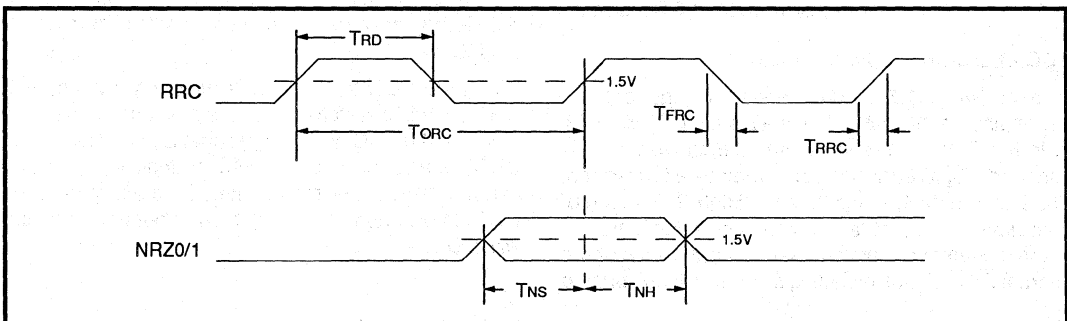 TRD
RRC
1.5V
TFRC
TORC
TRRC
NRZ0/1
1.5V
TNS
TNH